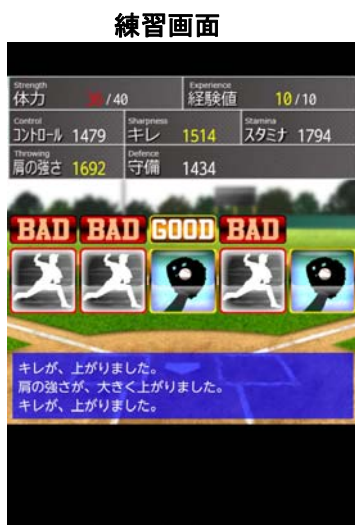 練習画面
Strength
体力 /40
Experience
経験値 10/10
Control
コントロール 1479
Sharpness
キレ 1514
Stamina
スタミナ 1794
Throwing
肩の強さ 1692
Defence
守備 1434
BAD BAD GOOD BAD
キレが、上がりました。
肩の強さが、大きく上がりました。
キレが、上がりました。